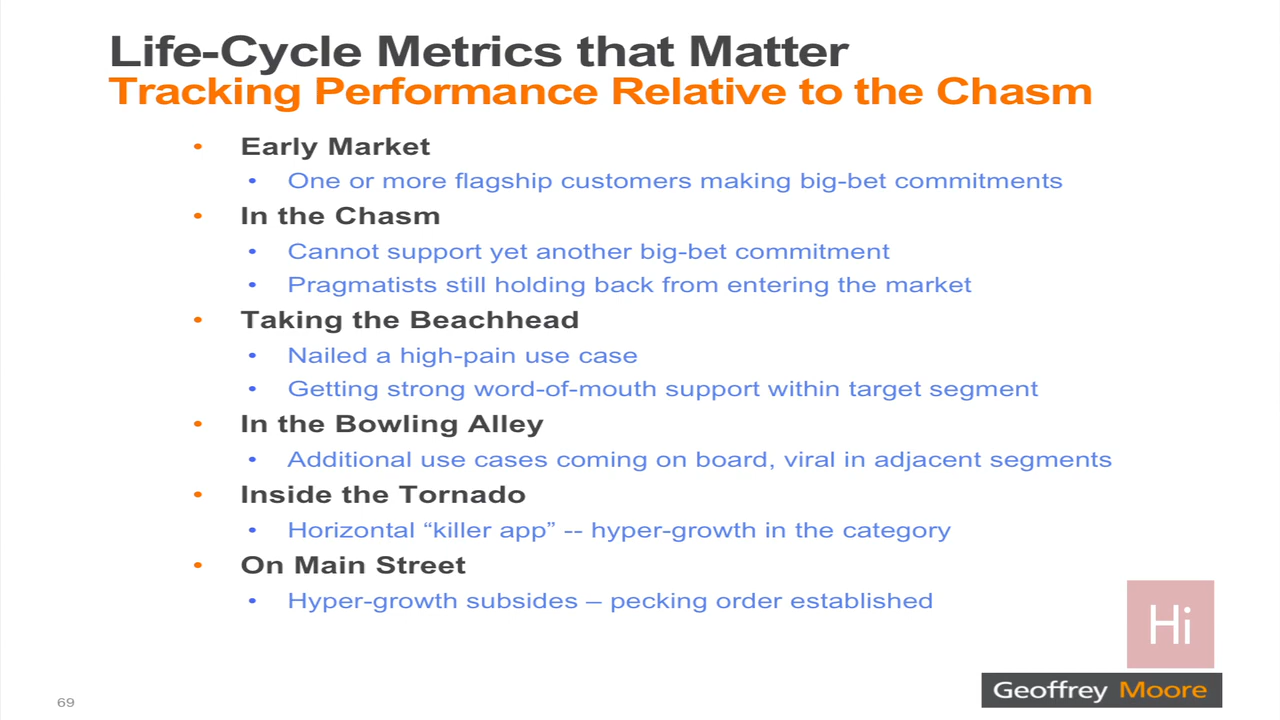 Life-Cycle Metrics that Matter
Tracking Performance Relative to the Chasm
• Early Market
• One or more flagship customers making big-bet commitments
• In the Chasm
• Cannot support yet another big-bet commitment
• Pragmatists still holding back from entering the market
• Taking the Beachhead
• Nailed a high-pain use case
• Getting strong word-of-mouth support within target segment
• In the Bowling Alley
• Additional use cases coming on board, viral in adjacent segments
• Inside the Tornado
• Horizontal “killer app” -- hyper-growth in the category
• On Main Street
• Hyper-growth subsides – pecking order established
Hi
Geoffrey Moore
69